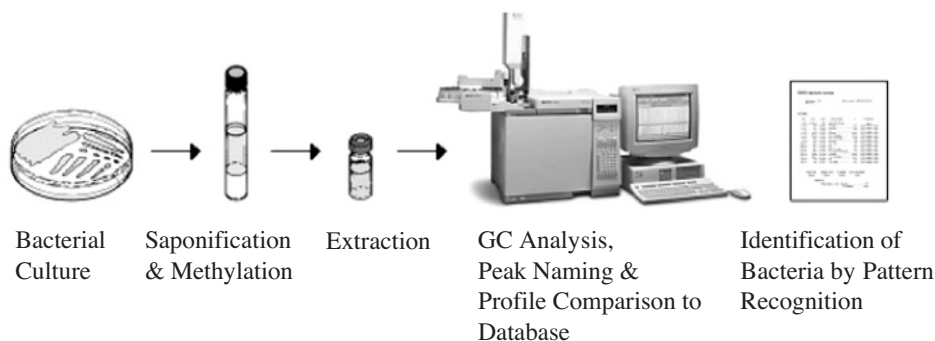 Bacterial
Culture
Saponification
& Methylation
Extraction
GC Analysis,
Peak Naming &
Profile Comparison to
Database
Identification of
Bacteria by Pattern
Recognition